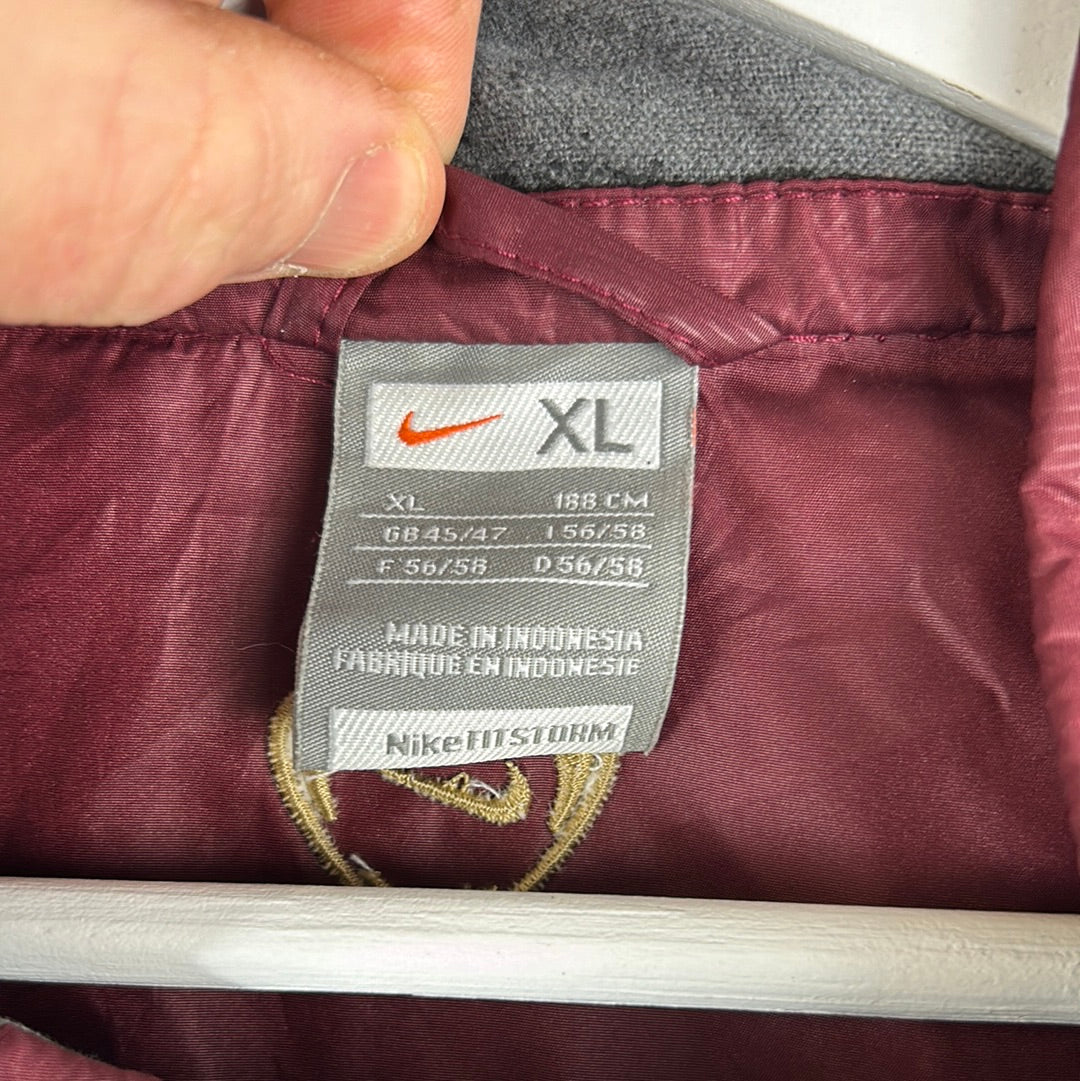 XL
XL 188 CM
GB 45/47 I 56/58
F 56/58 D 56/58
MADE IN INDONESIA
FABRIQUE EN INDONESIE
Nike FIT STORM